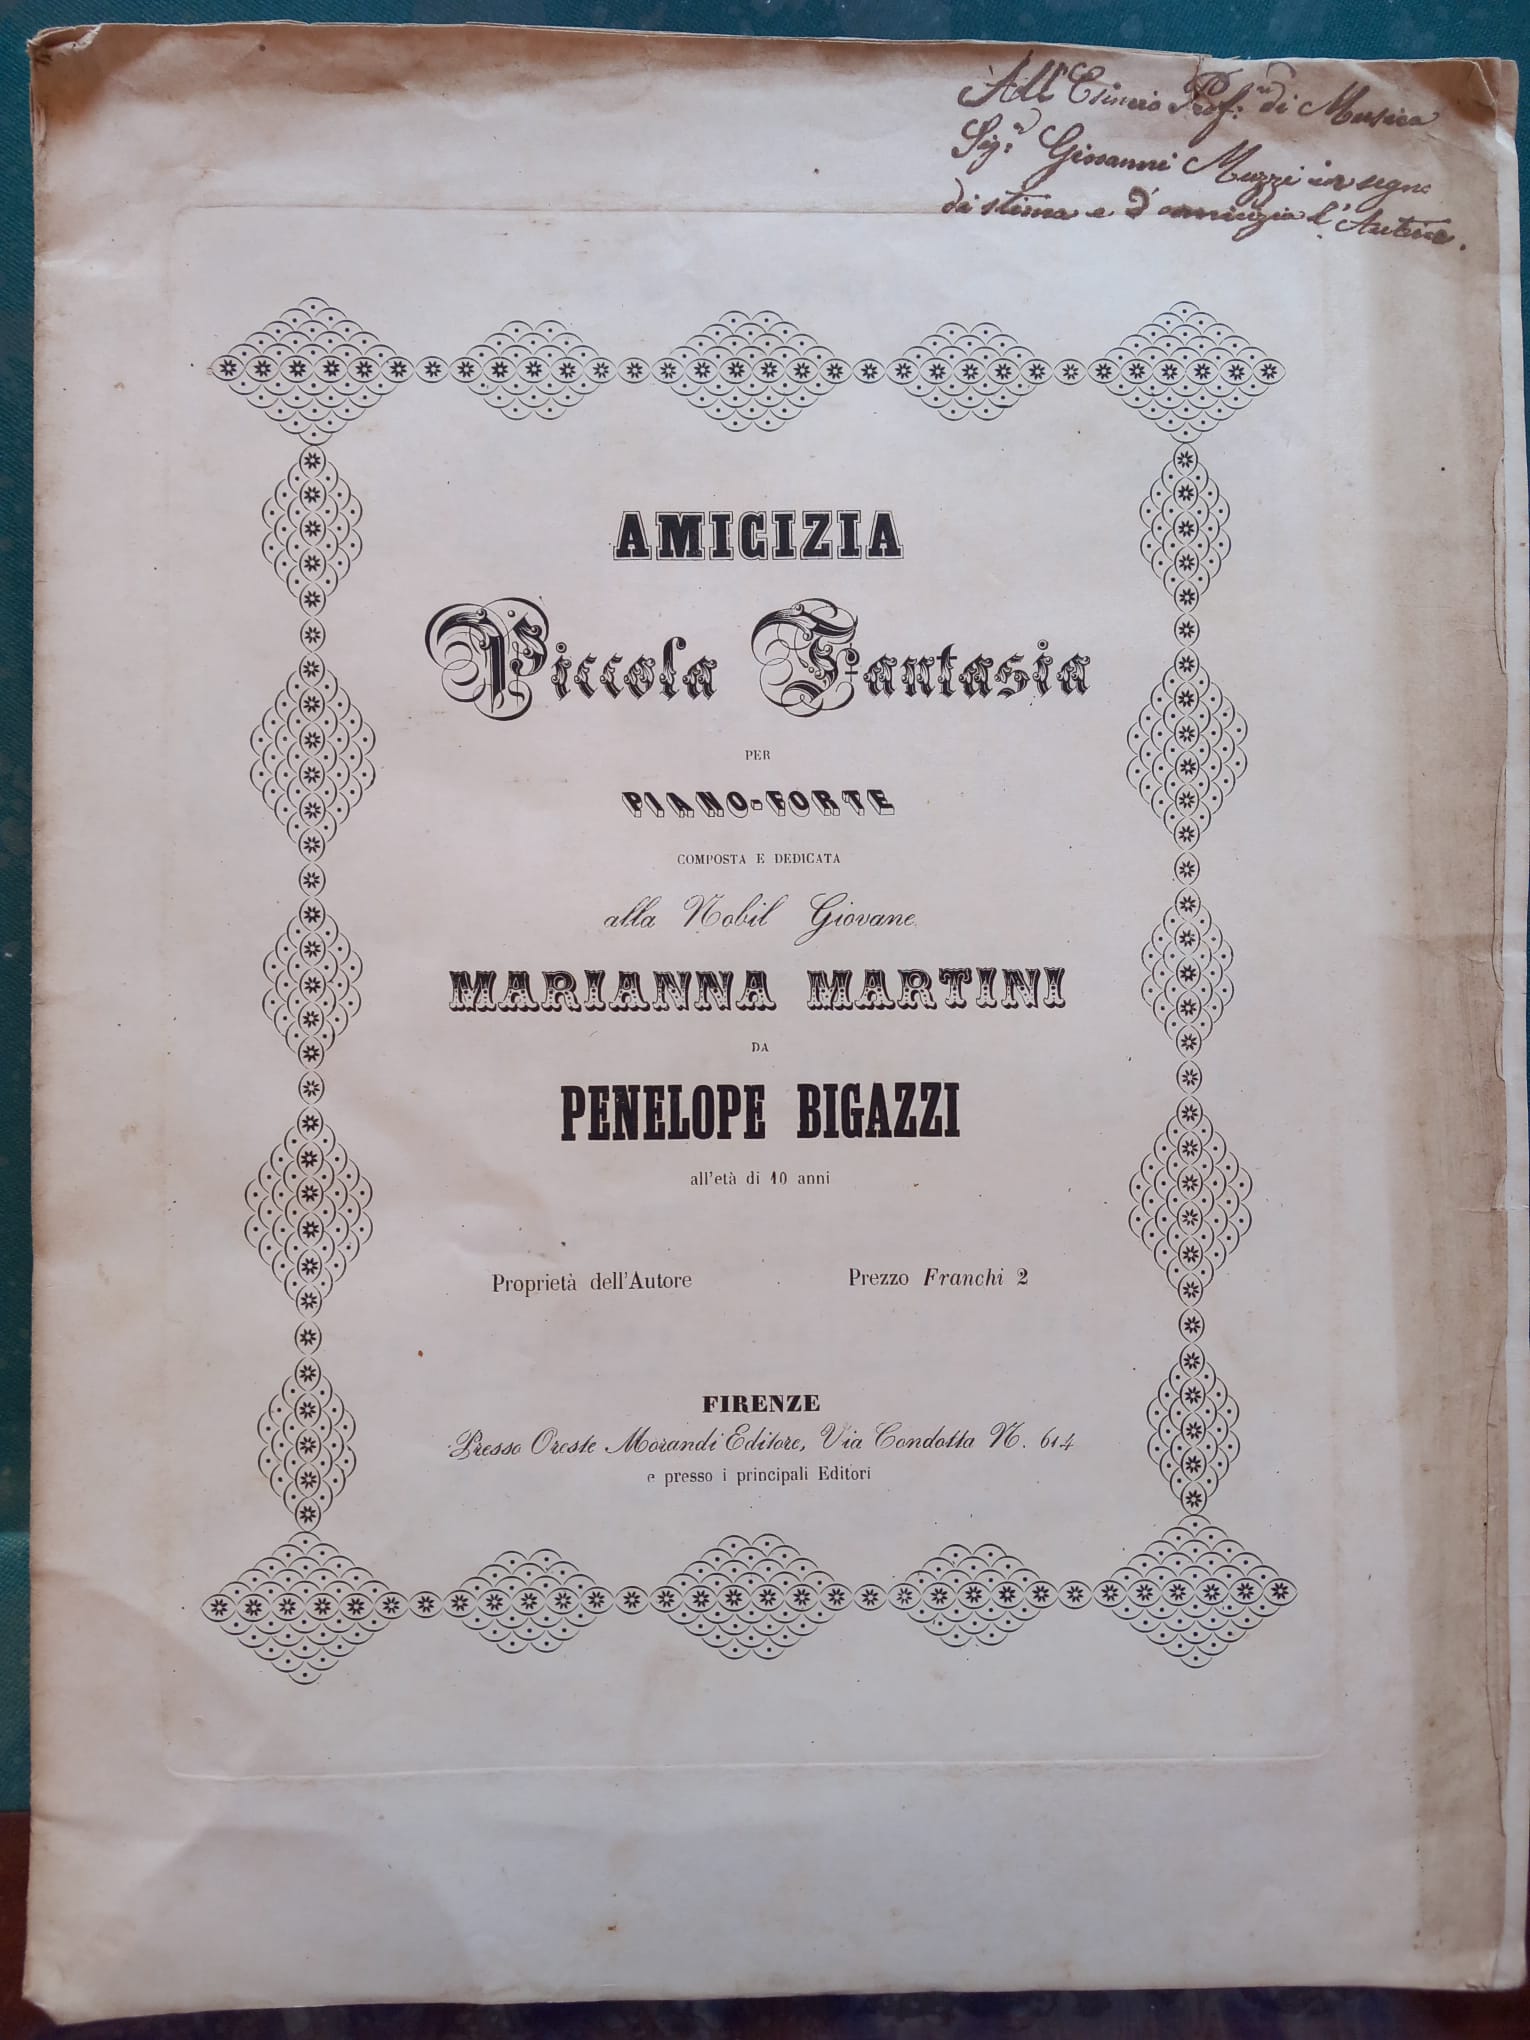 All' Esimio Prof:re di Musica
Sig:r Giovanni Muzzi in segno
di stima e d'amicizia l'Autrice.
AMICIZIA
Piccola Fantasia
PER
PIANO-FORTE
COMPOSTA E DEDICATA
alla Nobil Giovane
MARIANNA MARTINI
DA
PENELOPE BIGAZZI
all'età di 10 anni
Proprietà dell'Autore Prezzo Franchi 2
FIRENZE
Presso Oreste Morandi Editore, Via Condotta N. 614
e presso i principali Editori